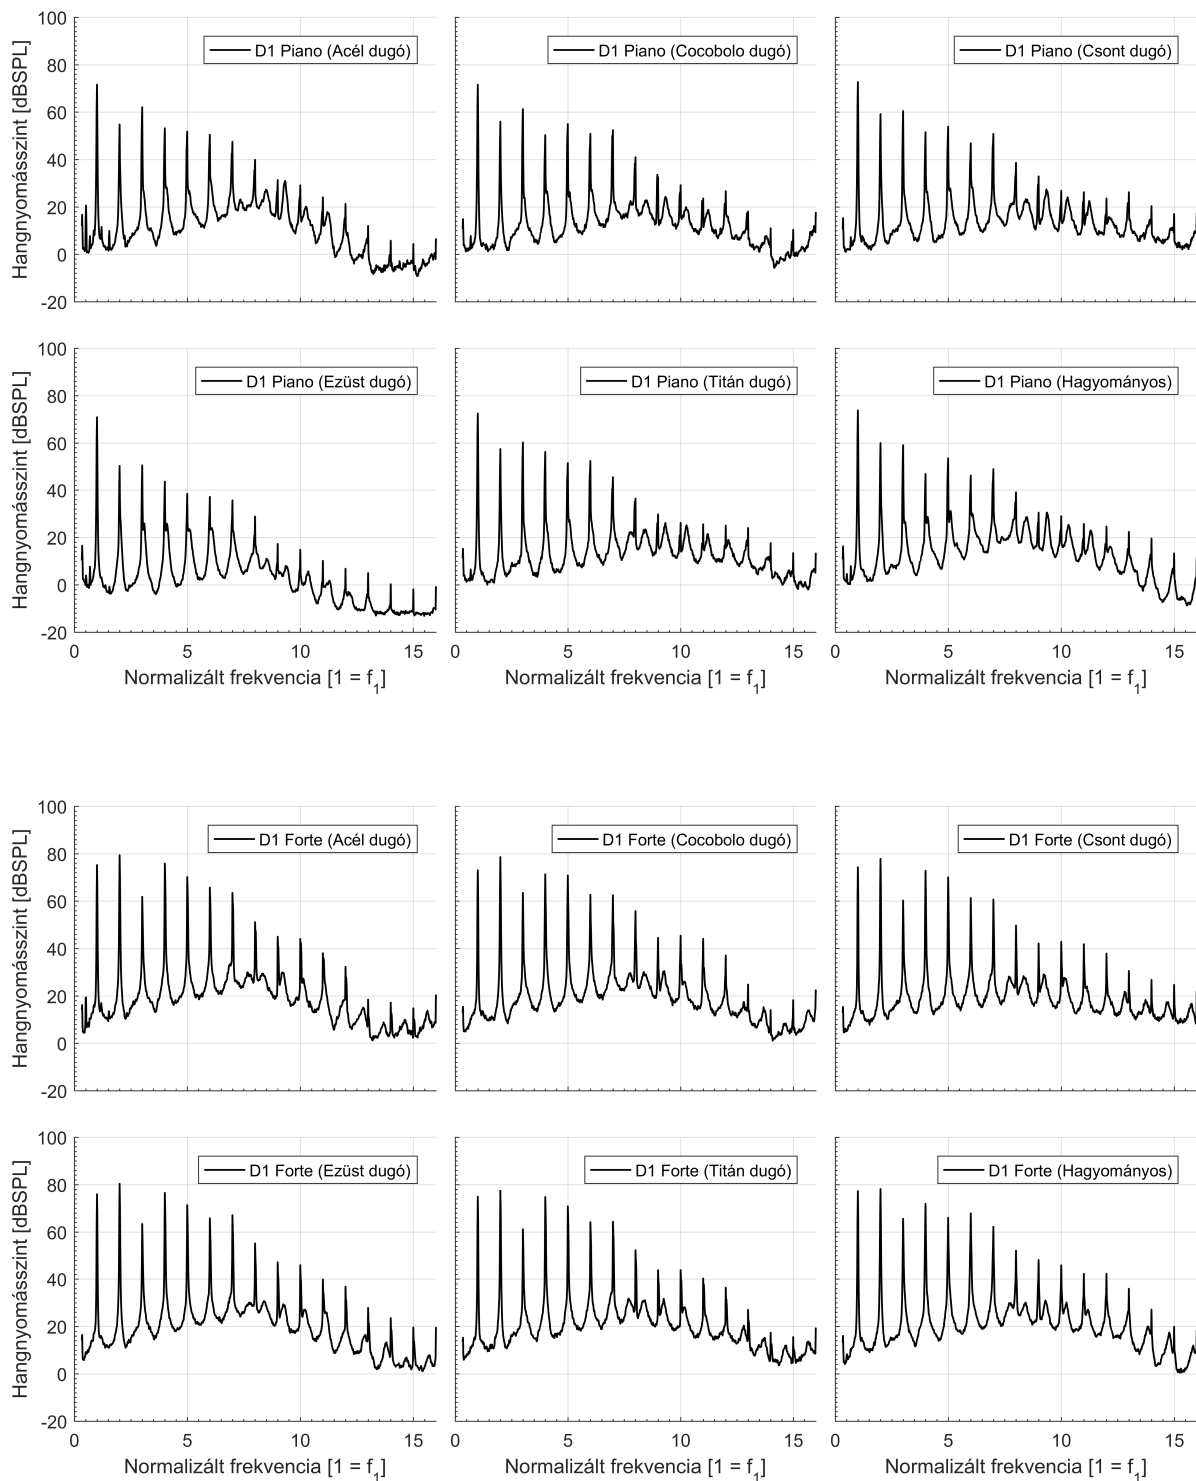 D1 Piano (Acél dugó)
D1 Piano (Cocobolo dugó)
D1 Piano (Csont dugó)
Hangnyomásszint [dBSPL]
80
60
40
20
0
-20
D1 Piano (Ezüst dugó)
D1 Piano (Titán dugó)
D1 Piano (Hagyományos)
Hangnyomásszint [dBSPL]
100
80
60
40
20
0
-20
0 5 10 15 0 5 10 15 0 5 10 15
Normalizált frekvencia [1 = f1] Normalizált frekvencia [1 = f1] Normalizált frekvencia [1 = f1]
D1 Forte (Acél dugó)
D1 Forte (Cocobolo dugó)
D1 Forte (Csont dugó)
Hangnyomásszint [dBSPL]
100
80
60
40
20
0
-20
D1 Forte (Ezüst dugó)
D1 Forte (Titán dugó)
D1 Forte (Hagyományos)
Hangnyomásszint [dBSPL]
100
80
60
40
20
0
-20
0 5 10 15 0 5 10 15 0 5 10 15
Normalizált frekvencia [1 = f1] Normalizált frekvencia [1 = f1] Normalizált frekvencia [1 = f1]